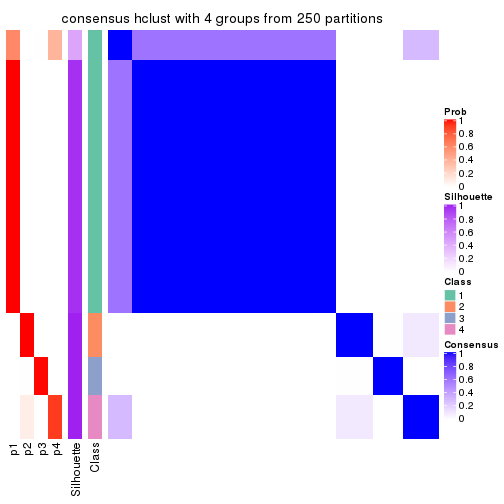 consensus hclust with 4 groups from 250 partitions
Prob
1
0.8
0.6
0.4
0.2
0
Silhouette
1
0.8
0.6
0.4
0.2
0
Class
1
2
3
4
Consensus
1
0.8
0.6
0.4
0.2
0
p1
p2
p3
p4
Silhouette
Class